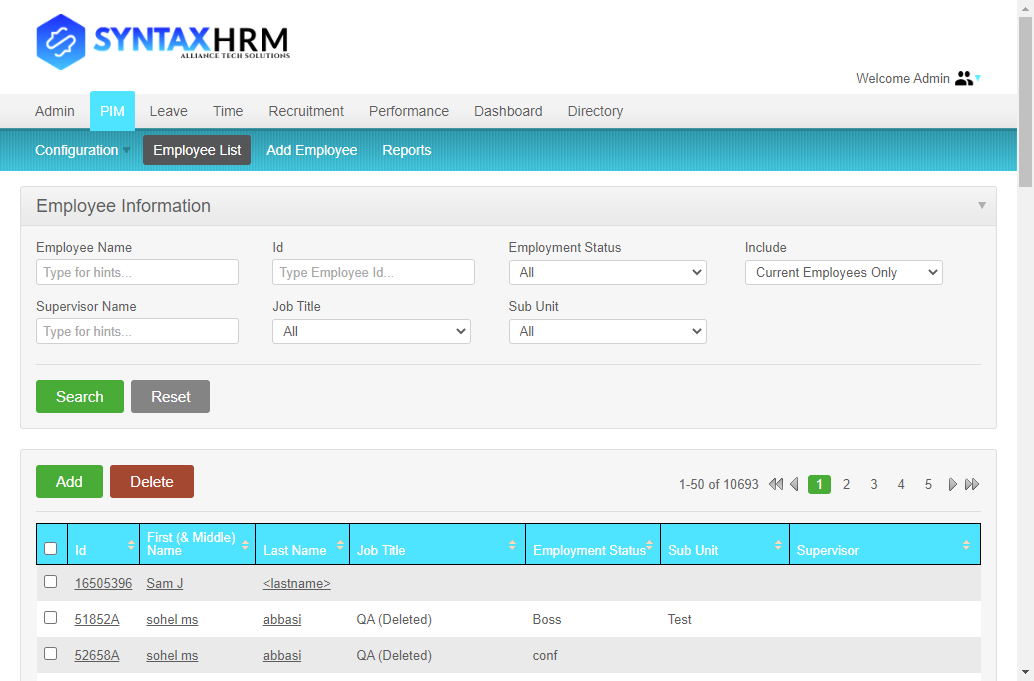 SYNTAXHRM
ALLIANCE TECH SOLUTIONS
Welcome Admin
Admin PIM Leave Time Recruitment Performance Dashboard Directory
Configuration Employee List Add Employee Reports
Employee Information
Employee Name Id Employment Status Include
Type for hints... Type Employee Id... All Current Employees Only
Supervisor Name Job Title Sub Unit
Type for hints... All All
Search Reset
Add Delete 1-50 of 10693 1 2 3 4 5
Id First (& Middle) Name Last Name Job Title Employment Status Sub Unit Supervisor
16505396 Sam J <lastname>
51852A sohel ms abbasi QA (Deleted) Boss Test
52658A sohel ms abbasi QA (Deleted) conf